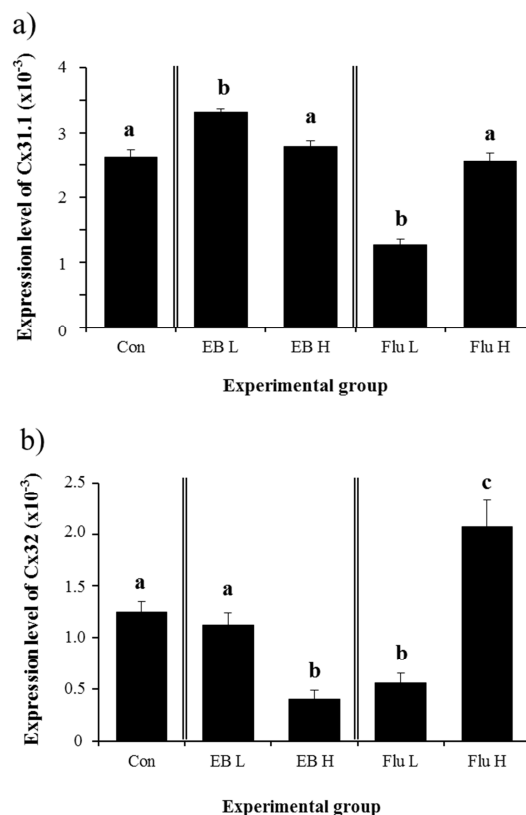 a)
Expression level of Cx31.1 (x10⁻³)
4
3
2
1
0
a
b
a
b
a
Con EB L EB H Flu L Flu H
Experimental group
b)
Expression level of Cx32 (x10⁻³)
2.5
2.0
1.5
1.0
0.5
0
a
a
b
b
c
Con EB L EB H Flu L Flu H
Experimental group